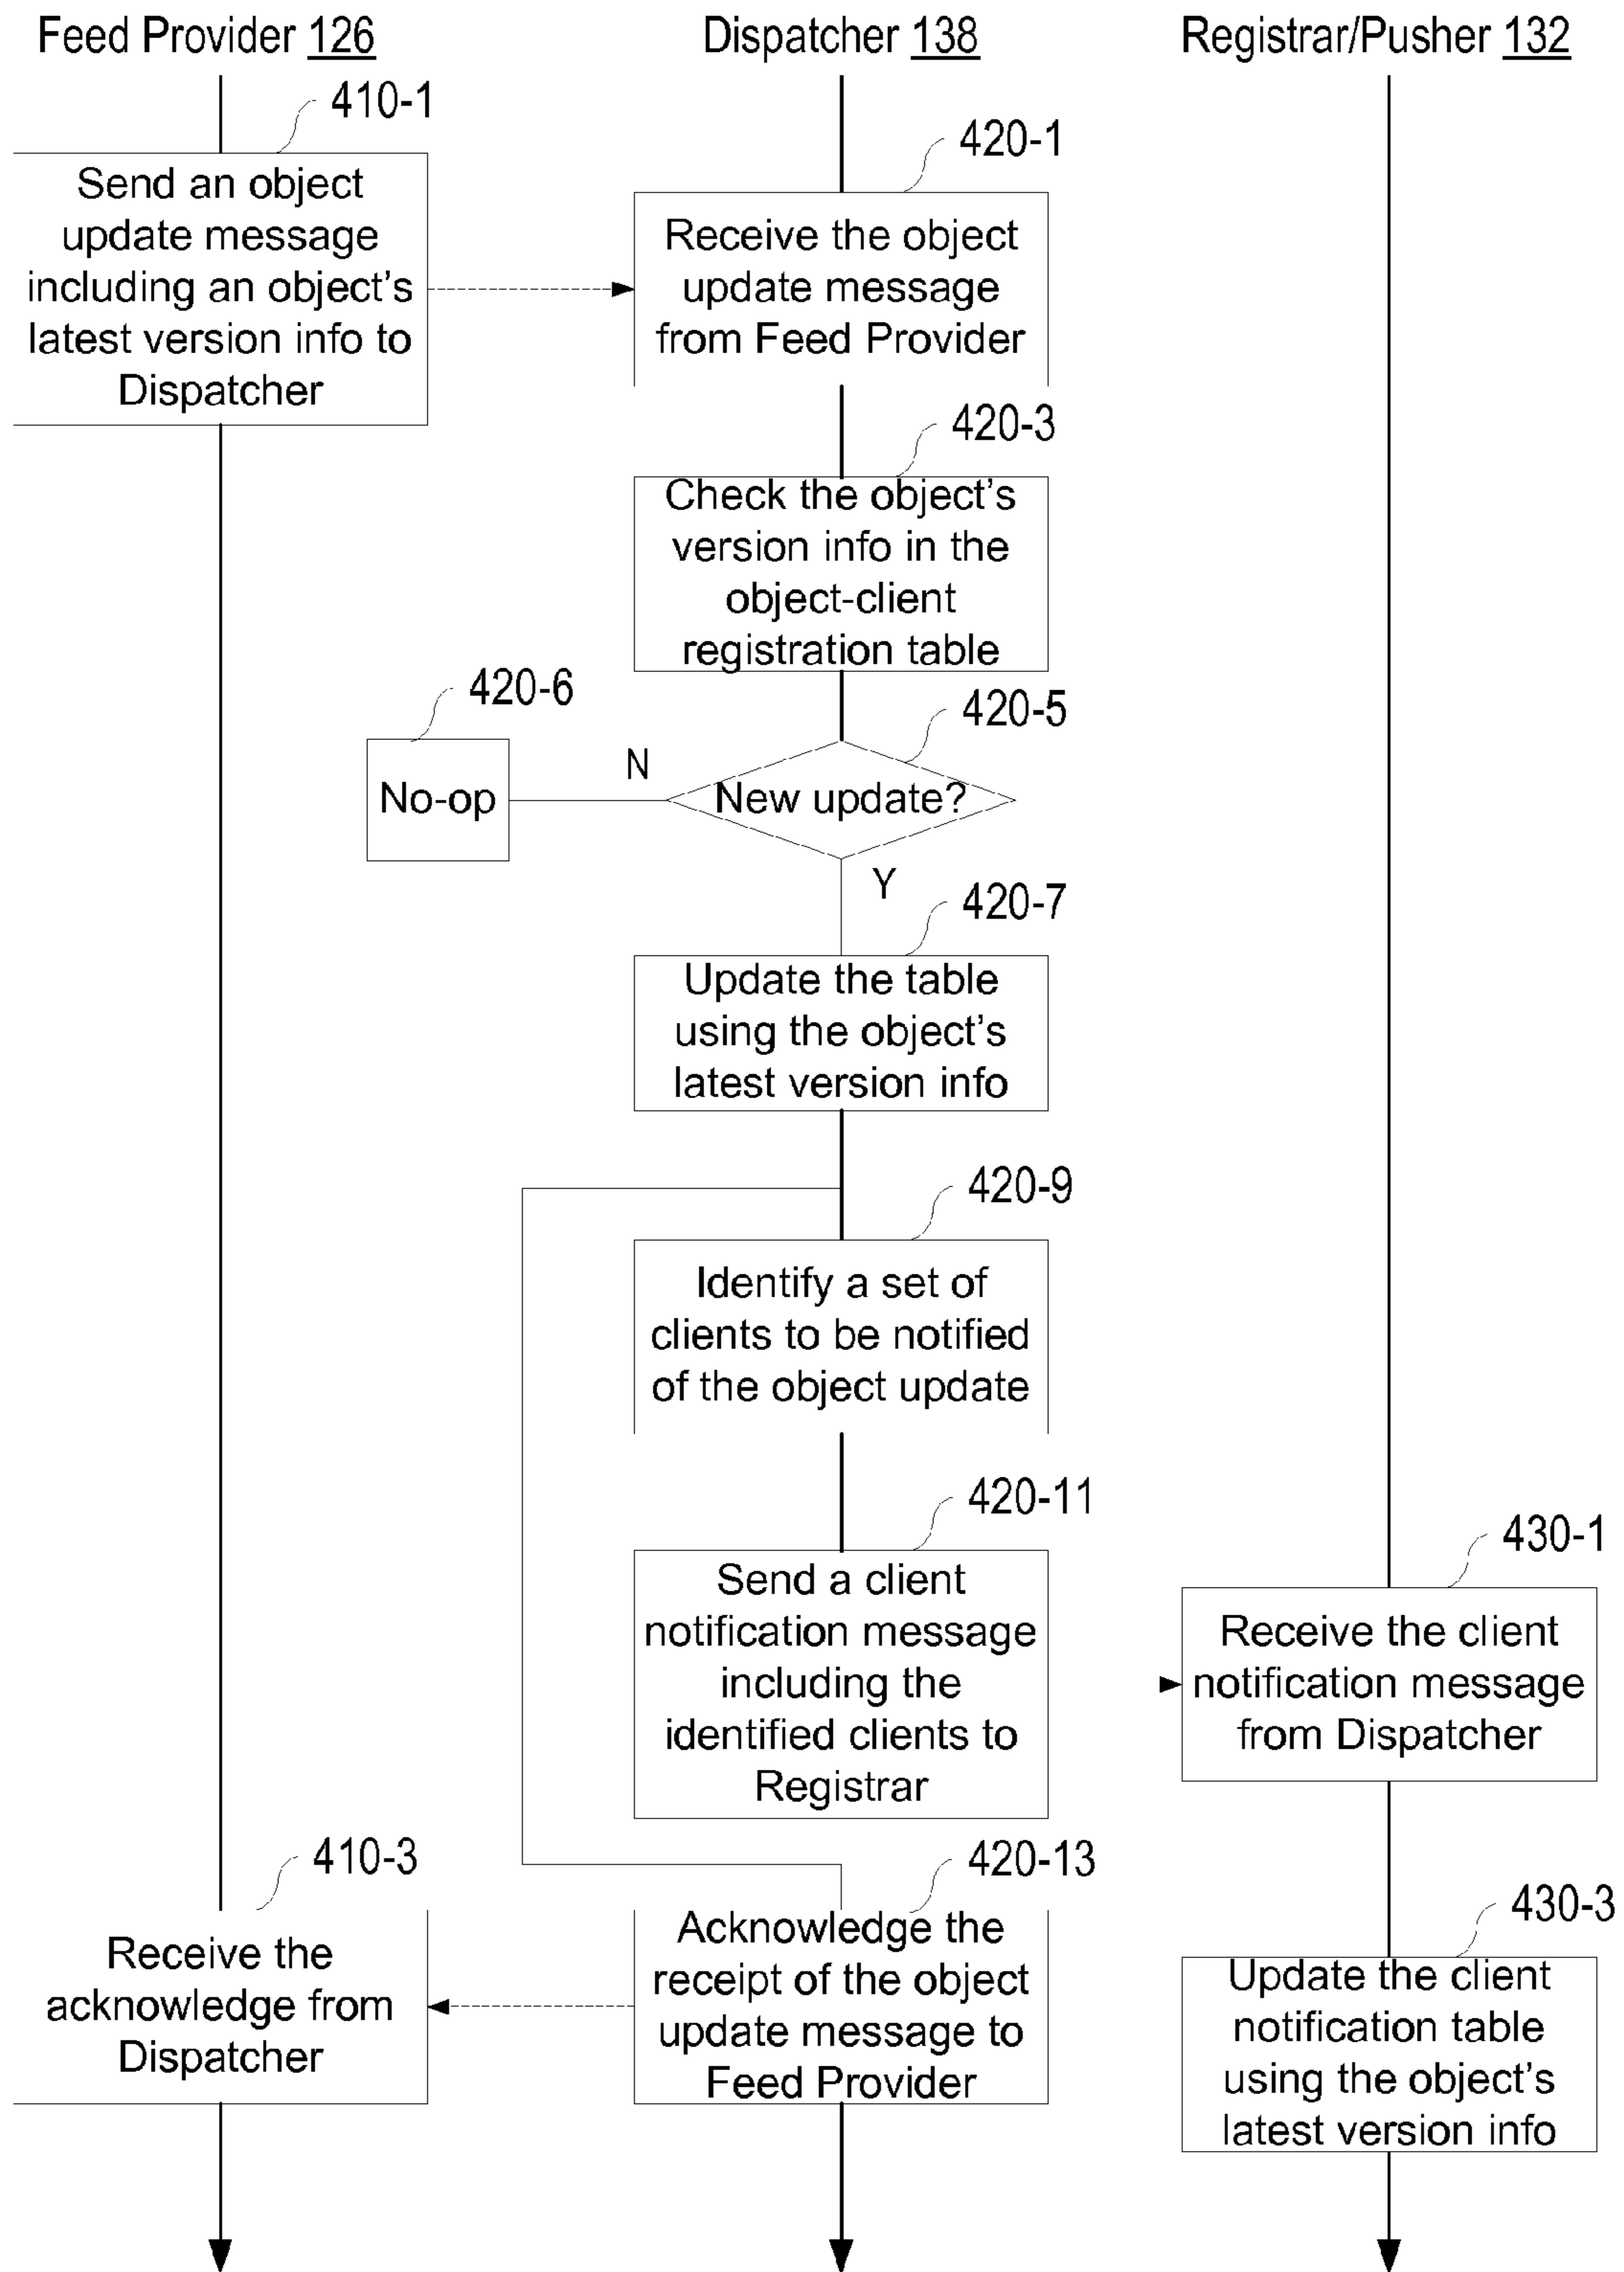 Feed Provider 126
Dispatcher 138
Registrar/Pusher 132
410-1
Send an object
update message
including an object's
latest version info to
Dispatcher
420-1
Receive the object
update message
from Feed Provider
420-3
Check the object's
version info in the
object-client
registration table
420-6
No-op
N
420-5
New update?
Y
420-7
Update the table
using the object's
latest version info
420-9
Identify a set of
clients to be notified
of the object update
420-11
Send a client
notification message
including the
identified clients to
Registrar
430-1
Receive the client
notification message
from Dispatcher
410-3
Receive the
acknowledge from
Dispatcher
420-13
Acknowledge the
receipt of the object
update message to
Feed Provider
430-3
Update the client
notification table
using the object's
latest version info